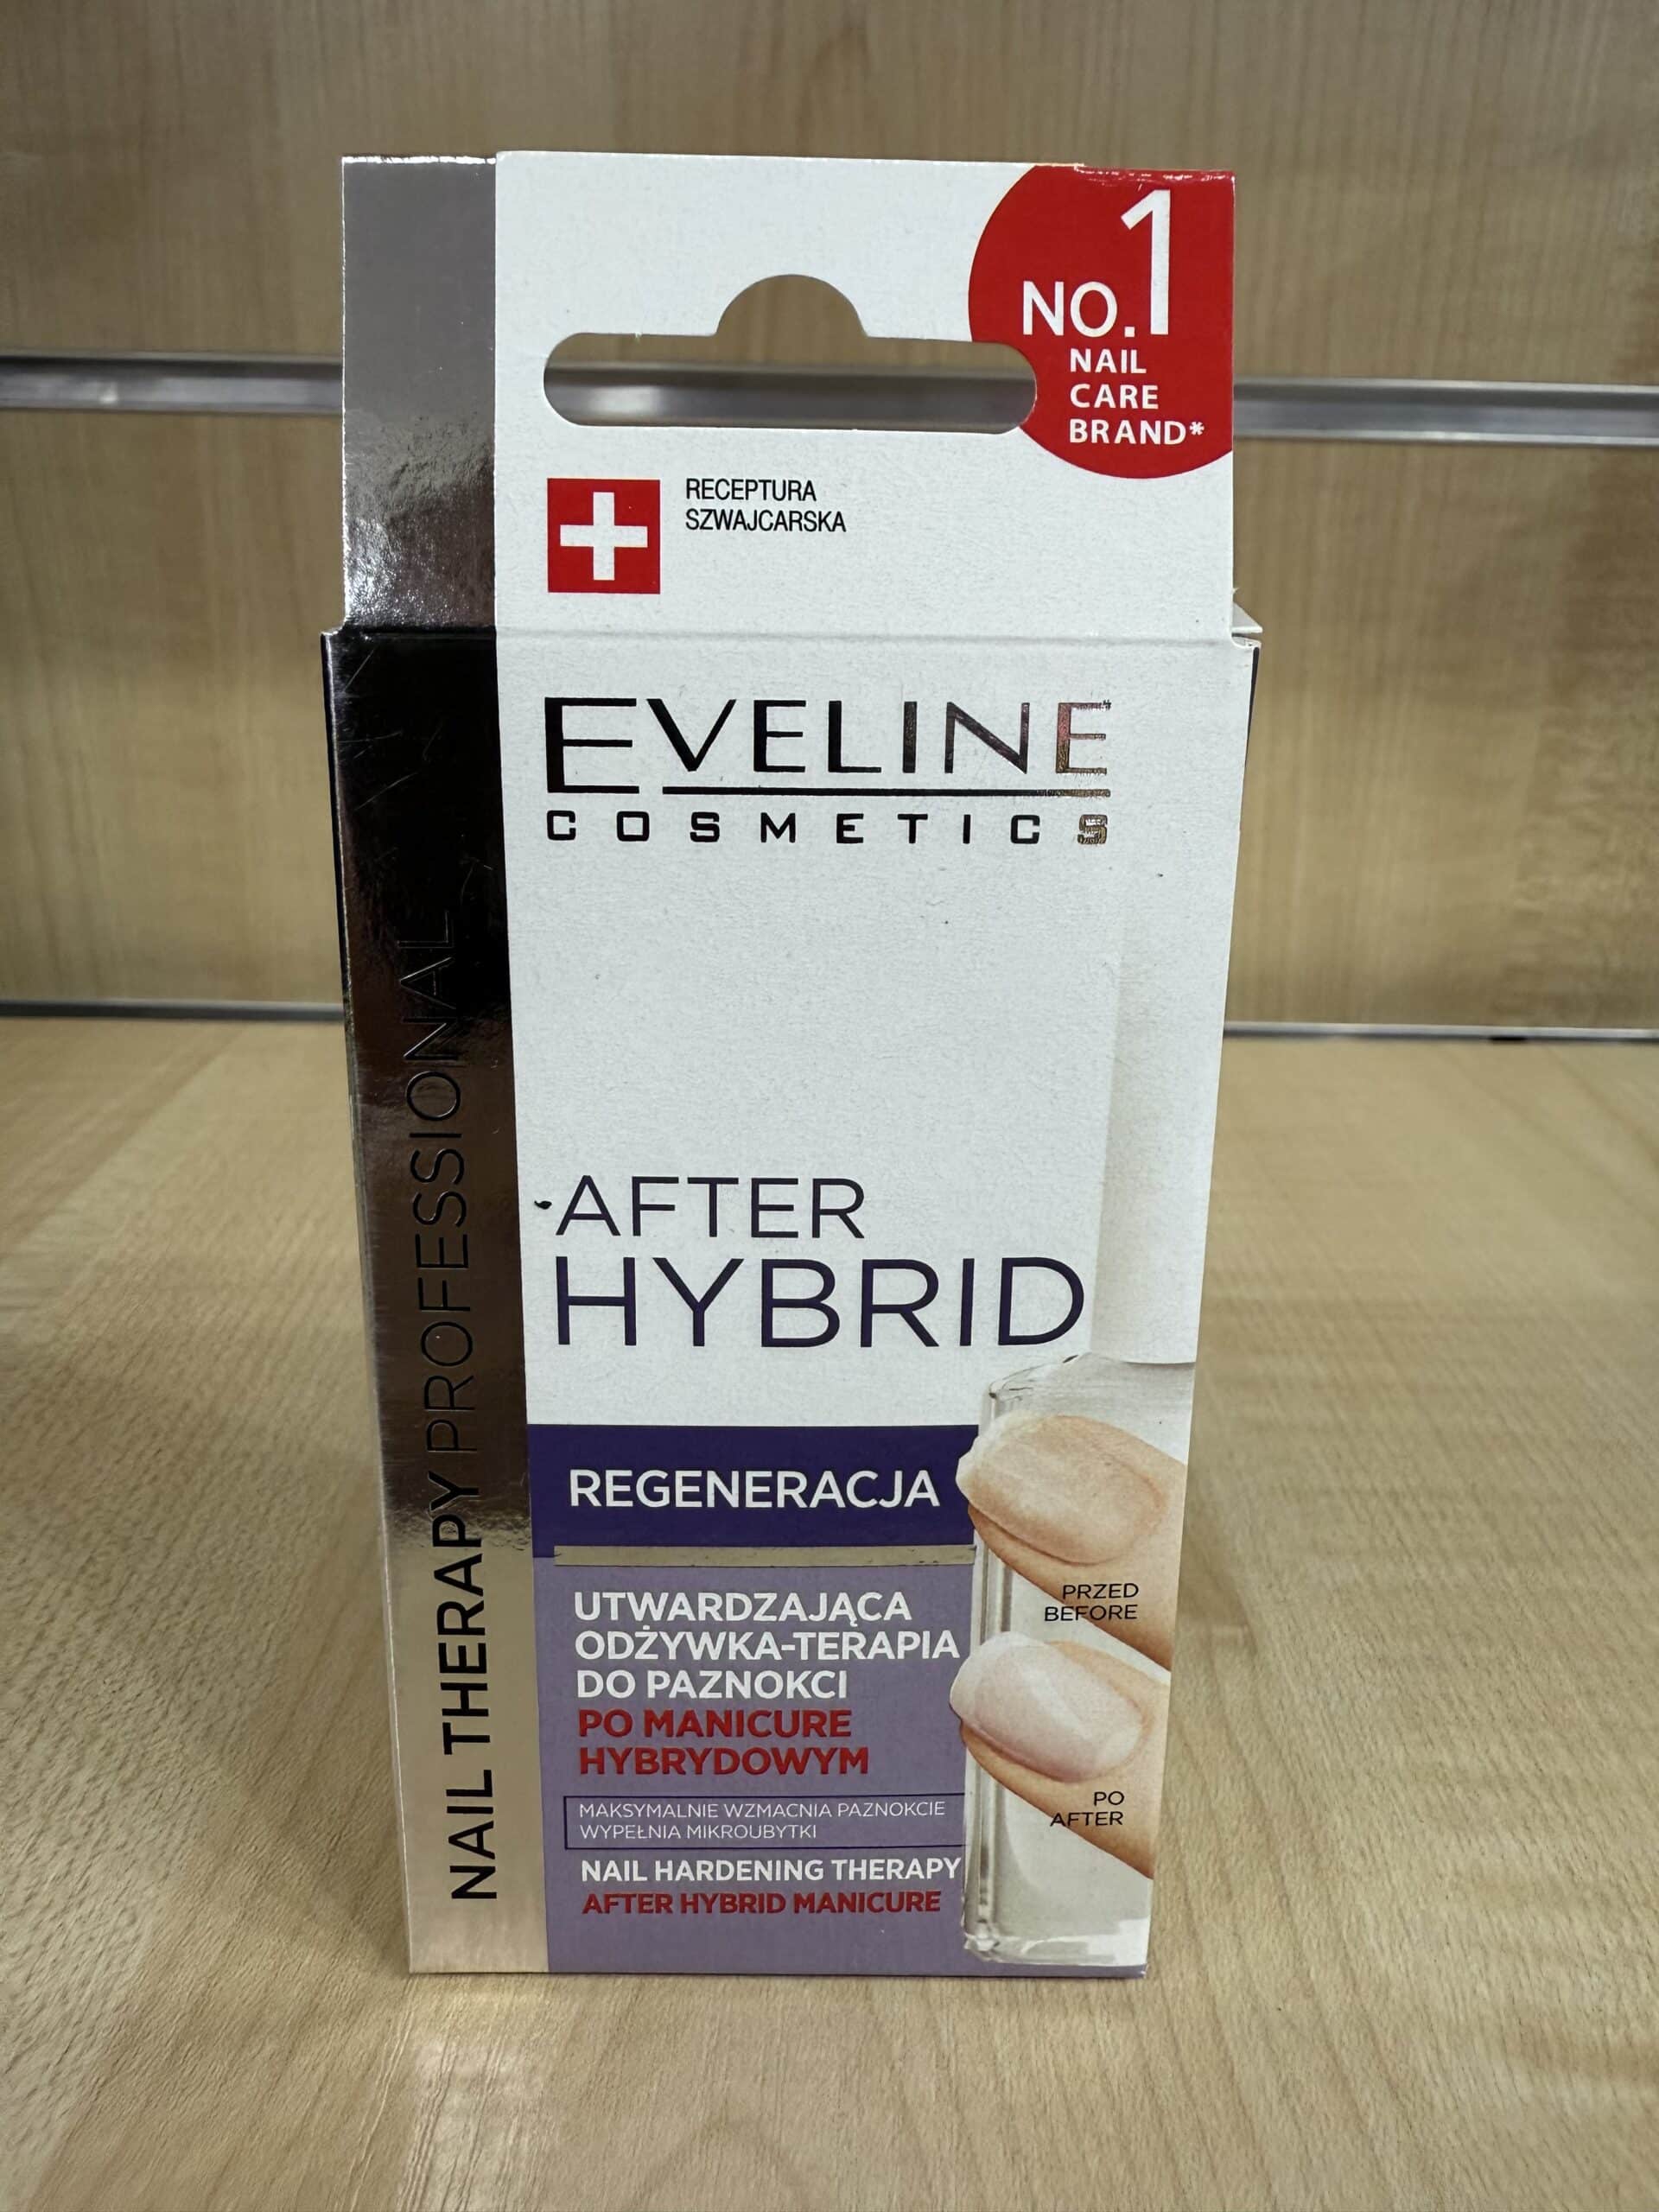 NO.1
NAIL
CARE
BRAND*
RECEPTURA
SZWAJCARSKA
EVELINE
COSMETICS
NAIL THERAPY PROFESSIONAL
AFTER
HYBRID
REGENERACJA
UTWARDZAJĄCA
ODŻYWKA-TERAPIA
DO PAZNOKCI
PO MANICURE
HYBRYDOWYM
MAKSYMALNIE WZMACNIA PAZNOKCIE
WYPEŁNIA MIKROUBYTKI
NAIL HARDENING THERAPY
AFTER HYBRID MANICURE
PRZED
BEFORE
PO
AFTER